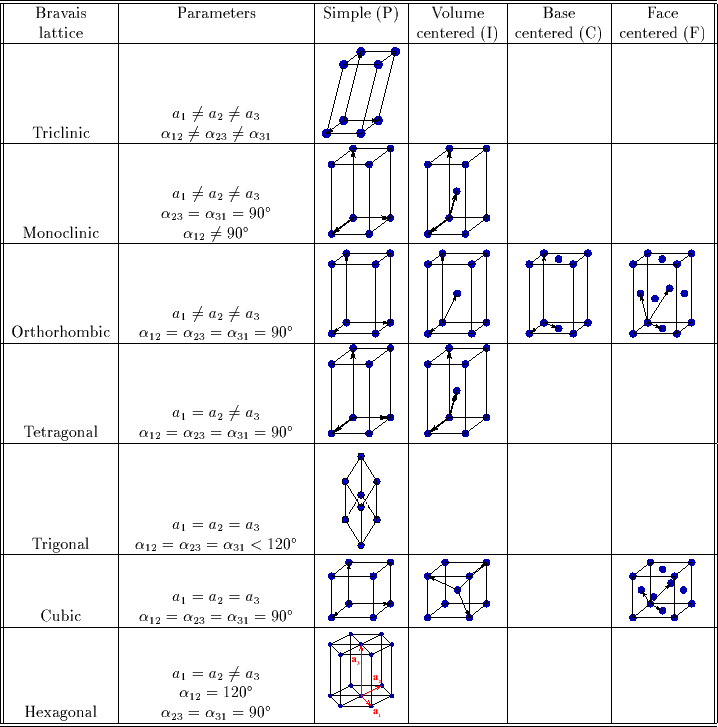 Bravais lattice Parameters Simple (P) Volume centered (I) Base centered (C) Face centered (F)
a₁ ≠ a₂ ≠ a₃
Triclinic α₁₂ ≠ α₂₃ ≠ α₃₁
a₁ ≠ a₂ ≠ a₃
α₂₃ = α₃₁ = 90°
Monoclinic α₁₂ ≠ 90°
a₁ ≠ a₂ ≠ a₃
Orthorhombic α₁₂ = α₂₃ = α₃₁ = 90°
a₁ = a₂ ≠ a₃
Tetragonal α₁₂ = α₂₃ = α₃₁ = 90°
a₁ = a₂ = a₃
Trigonal α₁₂ = α₂₃ = α₃₁ < 120°
a₁ = a₂ = a₃
Cubic α₁₂ = α₂₃ = α₃₁ = 90°
a₁ = a₂ ≠ a₃
α₁₂ = 120°
Hexagonal α₂₃ = α₃₁ = 90°
a₃
a₂
a₁